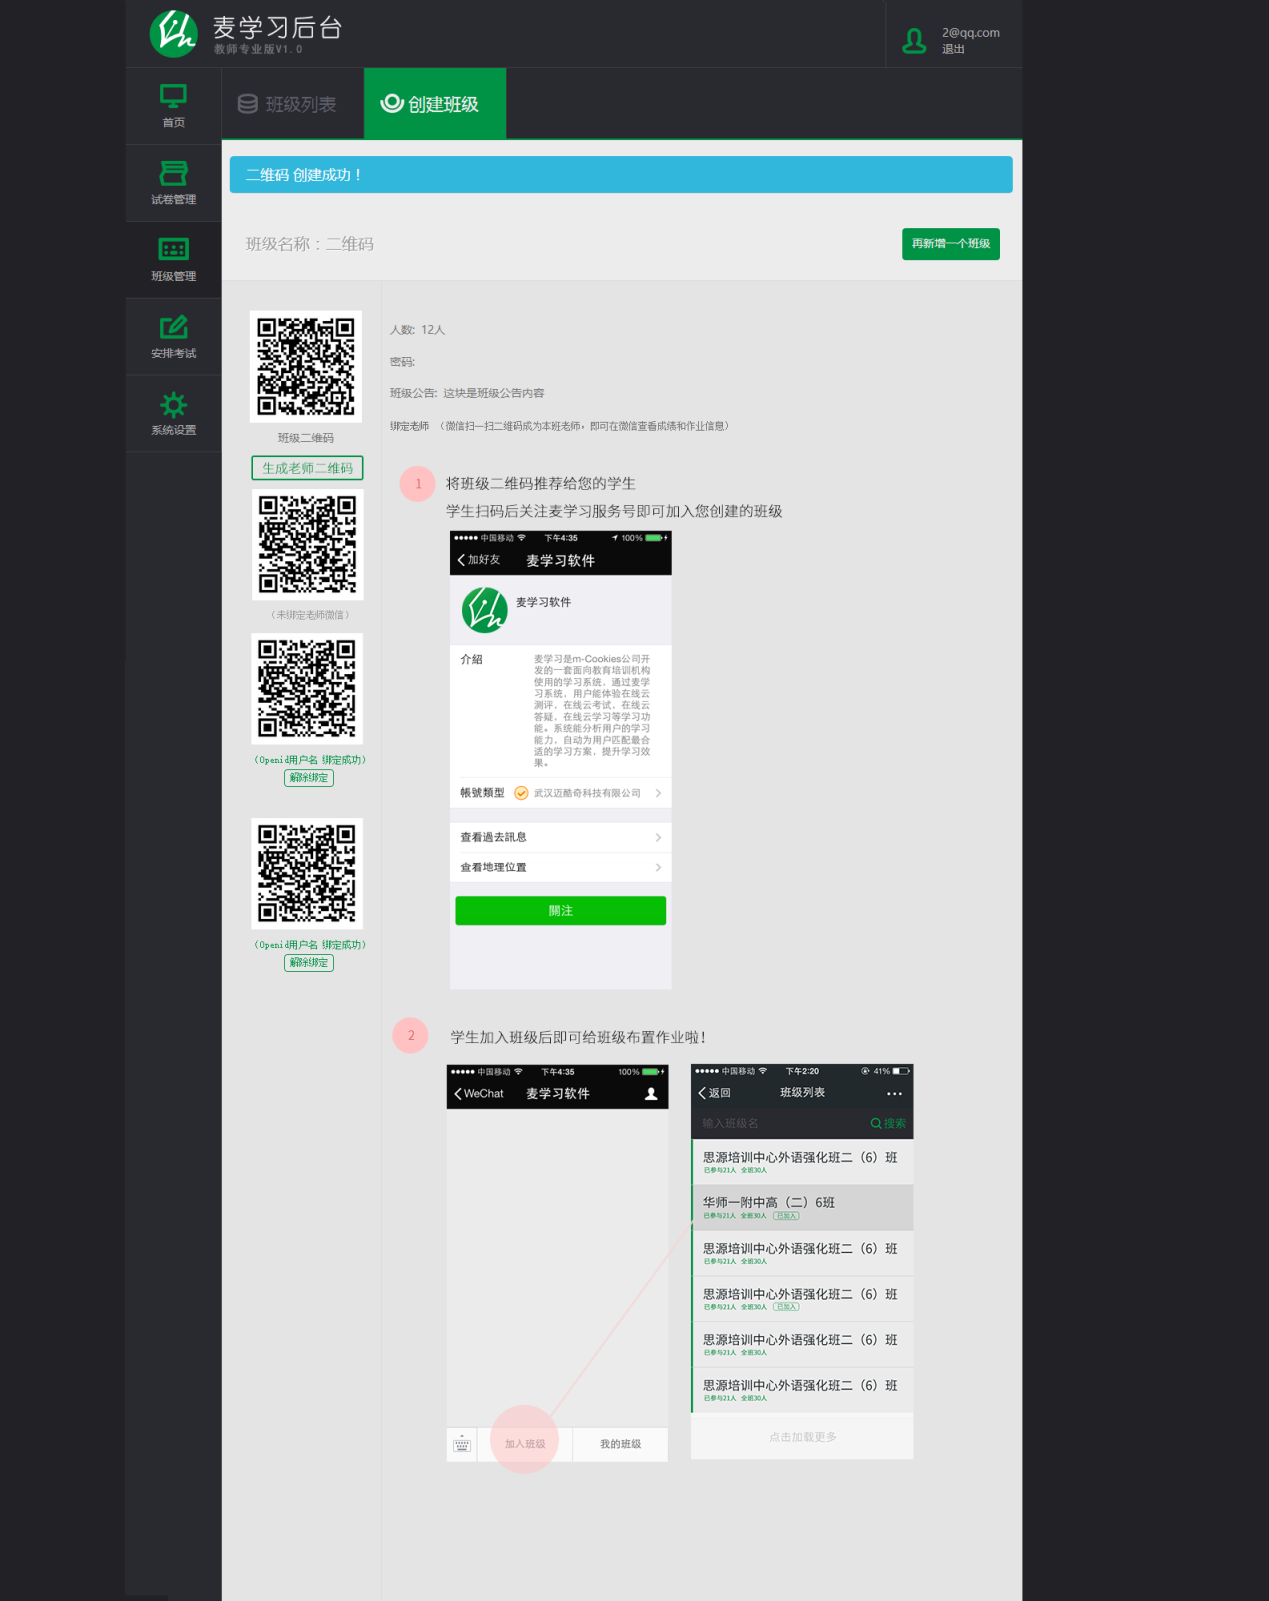 麦学习后台
教师专业版V1.0
2@qq.com
退出
首页
试卷管理
班级管理
安排考试
系统设置
班级列表
创建班级
二维码 创建成功！
班级名称：二维码
再新增一个班级
班级二维码
生成老师二维码
（未绑定老师微信）
（Openid用户名 绑定成功）
解除绑定
（Openid用户名 绑定成功）
解除绑定
人数: 12人
密码:
班级公告: 这块是班级公告内容
绑定老师 （微信扫一扫二维码成为本班老师，即可在微信查看成绩和作业信息）
1
将班级二维码推荐给您的学生
学生扫码后关注麦学习服务号即可加入您创建的班级
中国移动 下午4:35 100%
加好友 麦学习软件
麦学习软件
介紹
麦学习是m-Cookies公司开
发的一套面向教育培训机构
使用的学习系统，通过麦学
习系统，用户能体验在线云
测评，在线云考试，在线云
答疑，在线云学习等学习功
能。系统能分析用户的学习
能力，自动为用户匹配最合
适的学习方案，提升学习效
果。
帳號類型 武汉迈酷奇科技有限公司
查看過去訊息
查看地理位置
關注
2
学生加入班级后即可给班级布置作业啦！
中国移动 下午4:35 100%
WeChat 麦学习软件
加入班级 我的班级
中国移动 下午2:20 41%
返回 班级列表
输入班级名 搜索
思源培训中心外语强化班二（6）班
已参与21人 全班30人
华师一附中高（二）6班
已参与21人 全班30人 已加入
思源培训中心外语强化班二（6）班
已参与21人 全班30人
思源培训中心外语强化班二（6）班
已参与21人 全班30人 已加入
思源培训中心外语强化班二（6）班
已参与21人 全班30人
思源培训中心外语强化班二（6）班
已参与21人 全班30人
点击加载更多